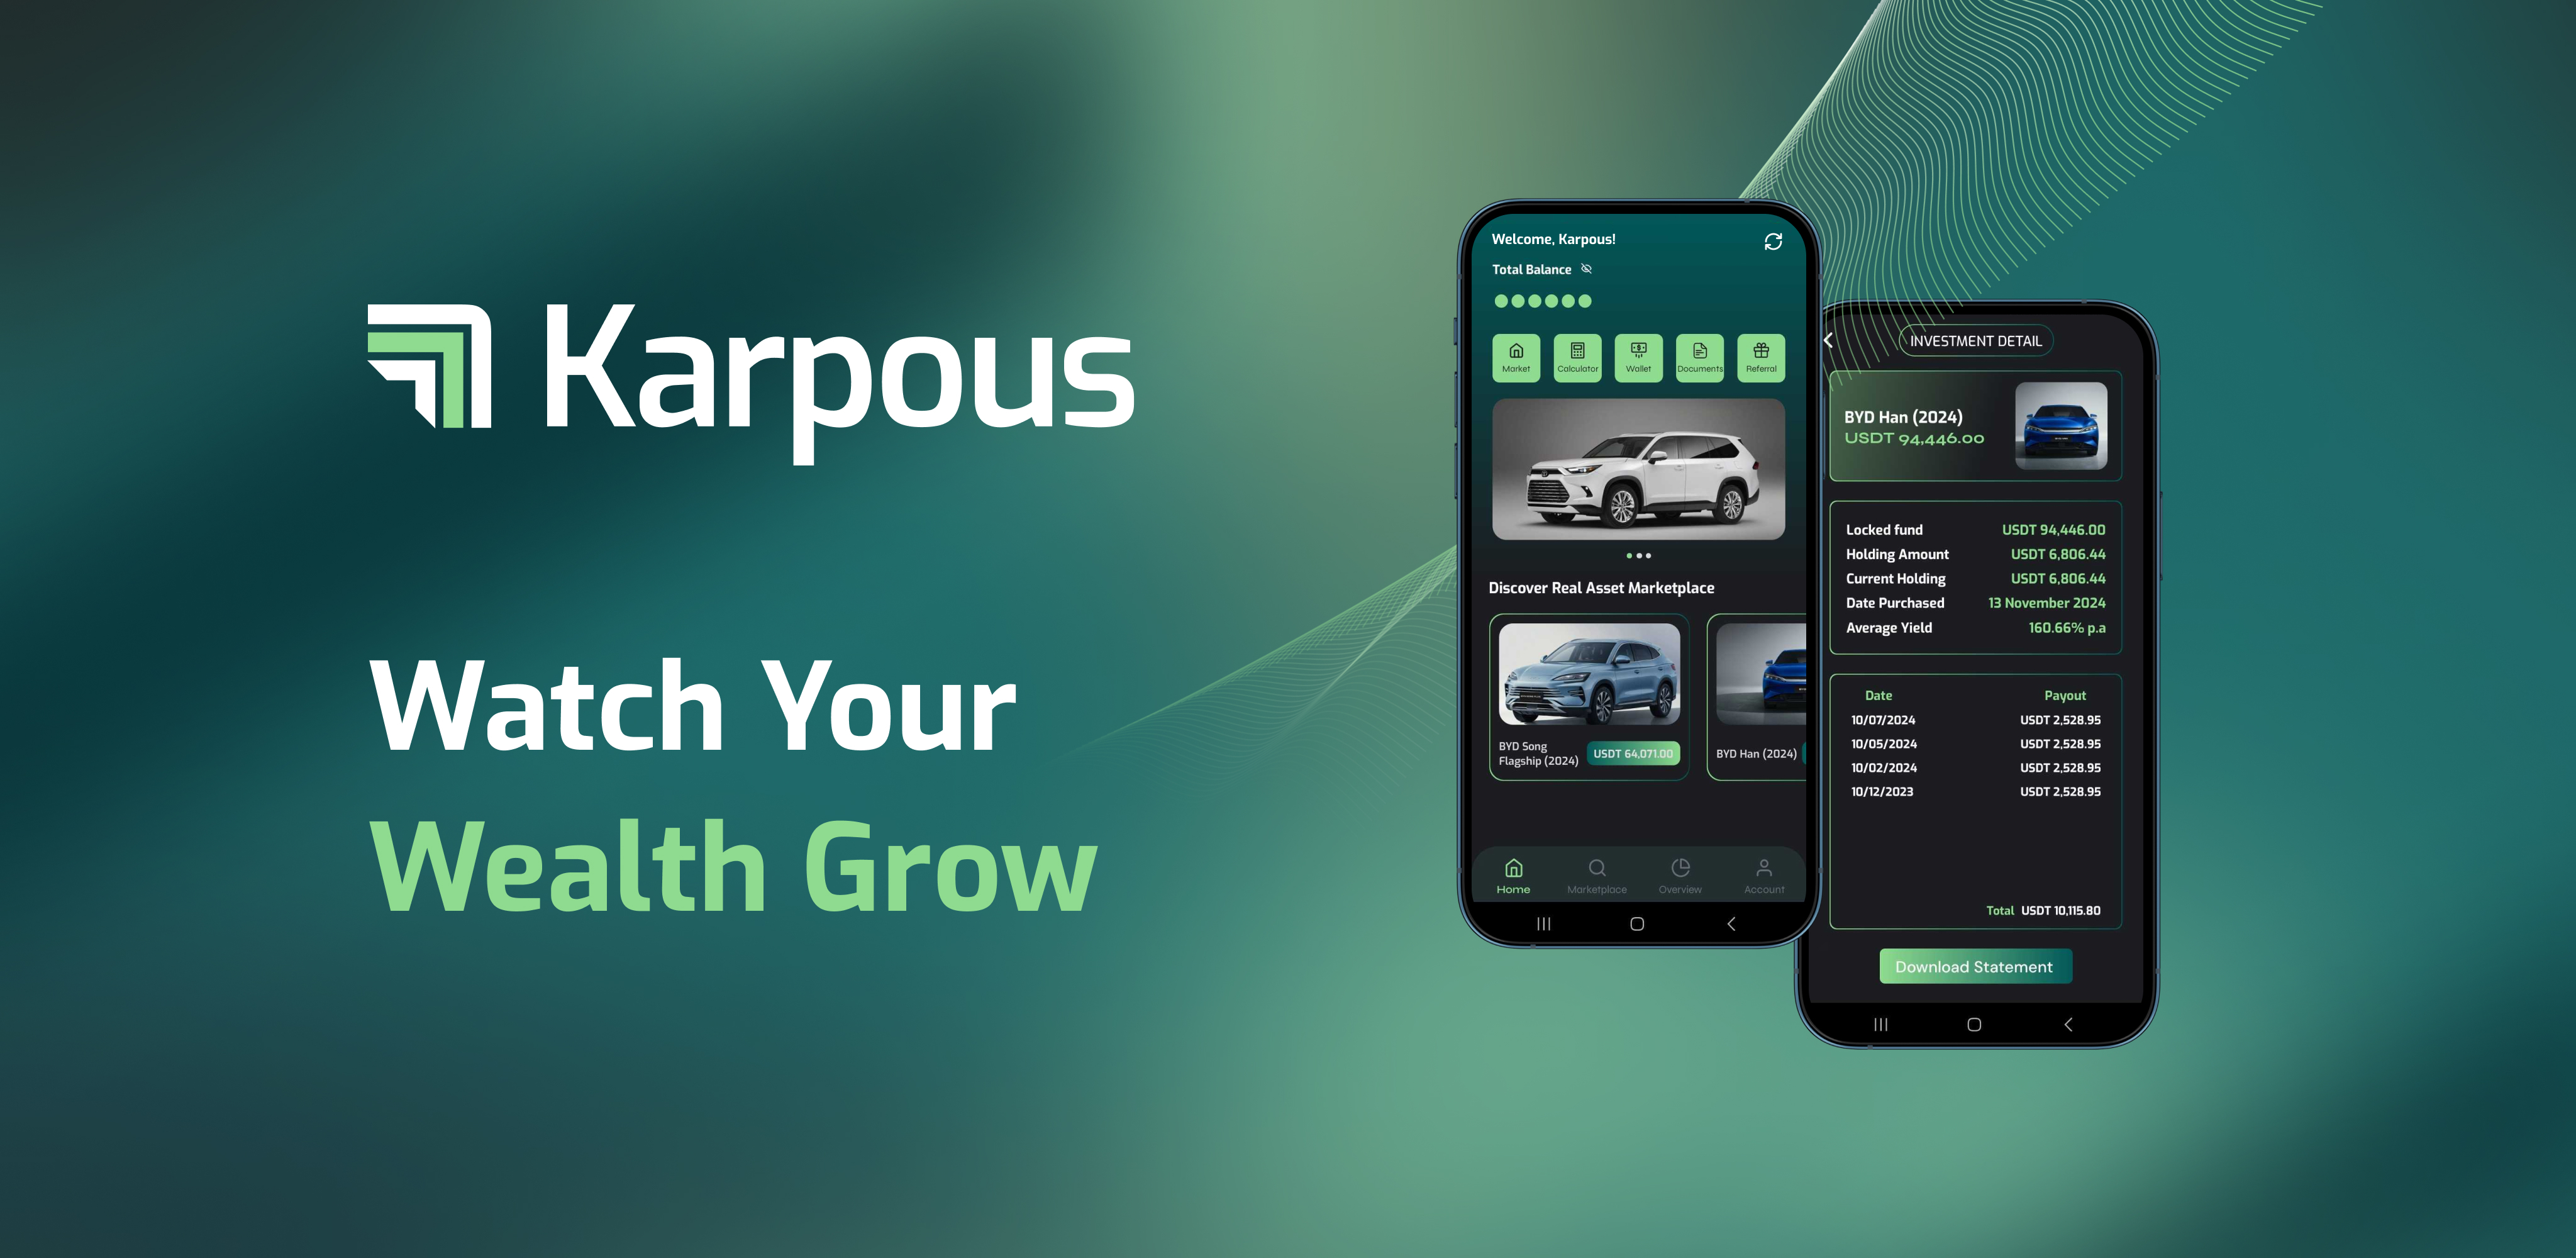 Karpous
Watch Your
Wealth Grow
Welcome, Karpous!
Total Balance
Market Calculator Wallet Documents Referral
Discover Real Asset Marketplace
BYD Song
Flagship (2024)
USDT 64,071.00
BYD Han (2024)
Home Marketplace Overview Account
INVESTMENT DETAIL
BYD Han (2024)
USDT 94,446.00
Locked fund USDT 94,446.00
Holding Amount USDT 6,806.44
Current Holding USDT 6,806.44
Date Purchased 13 November 2024
Average Yield 160.66% p.a
Date Payout
10/07/2024 USDT 2,528.95
10/05/2024 USDT 2,528.95
10/02/2024 USDT 2,528.95
10/12/2023 USDT 2,528.95
Total USDT 10,115.80
Download Statement